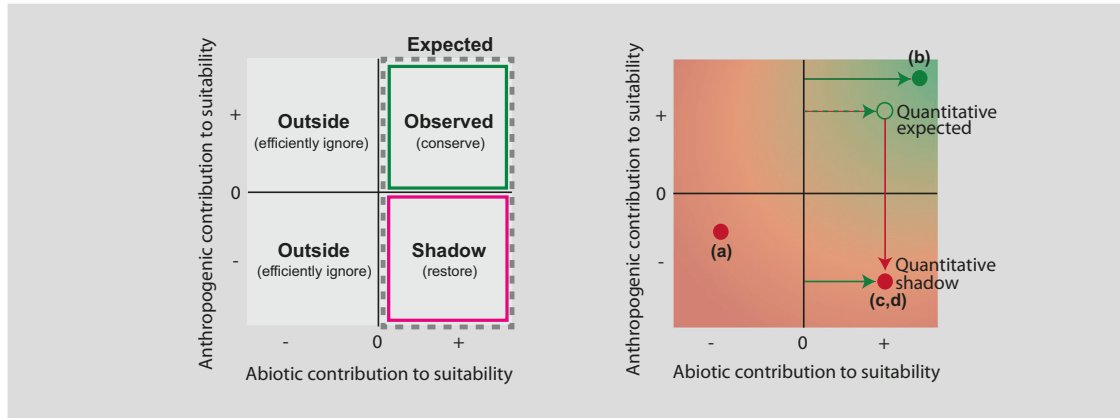 Expected
Anthropogenic contribution to suitability
+
0
-
Outside
(efficiently ignore)
Observed
(conserve)
Outside
(efficiently ignore)
Shadow
(restore)
-
0
+
Abiotic contribution to suitability
Anthropogenic contribution to suitability
+
0
-
(b)
Quantitative
expected
(a)
Quantitative
shadow
(c,d)
-
0
+
Abiotic contribution to suitability